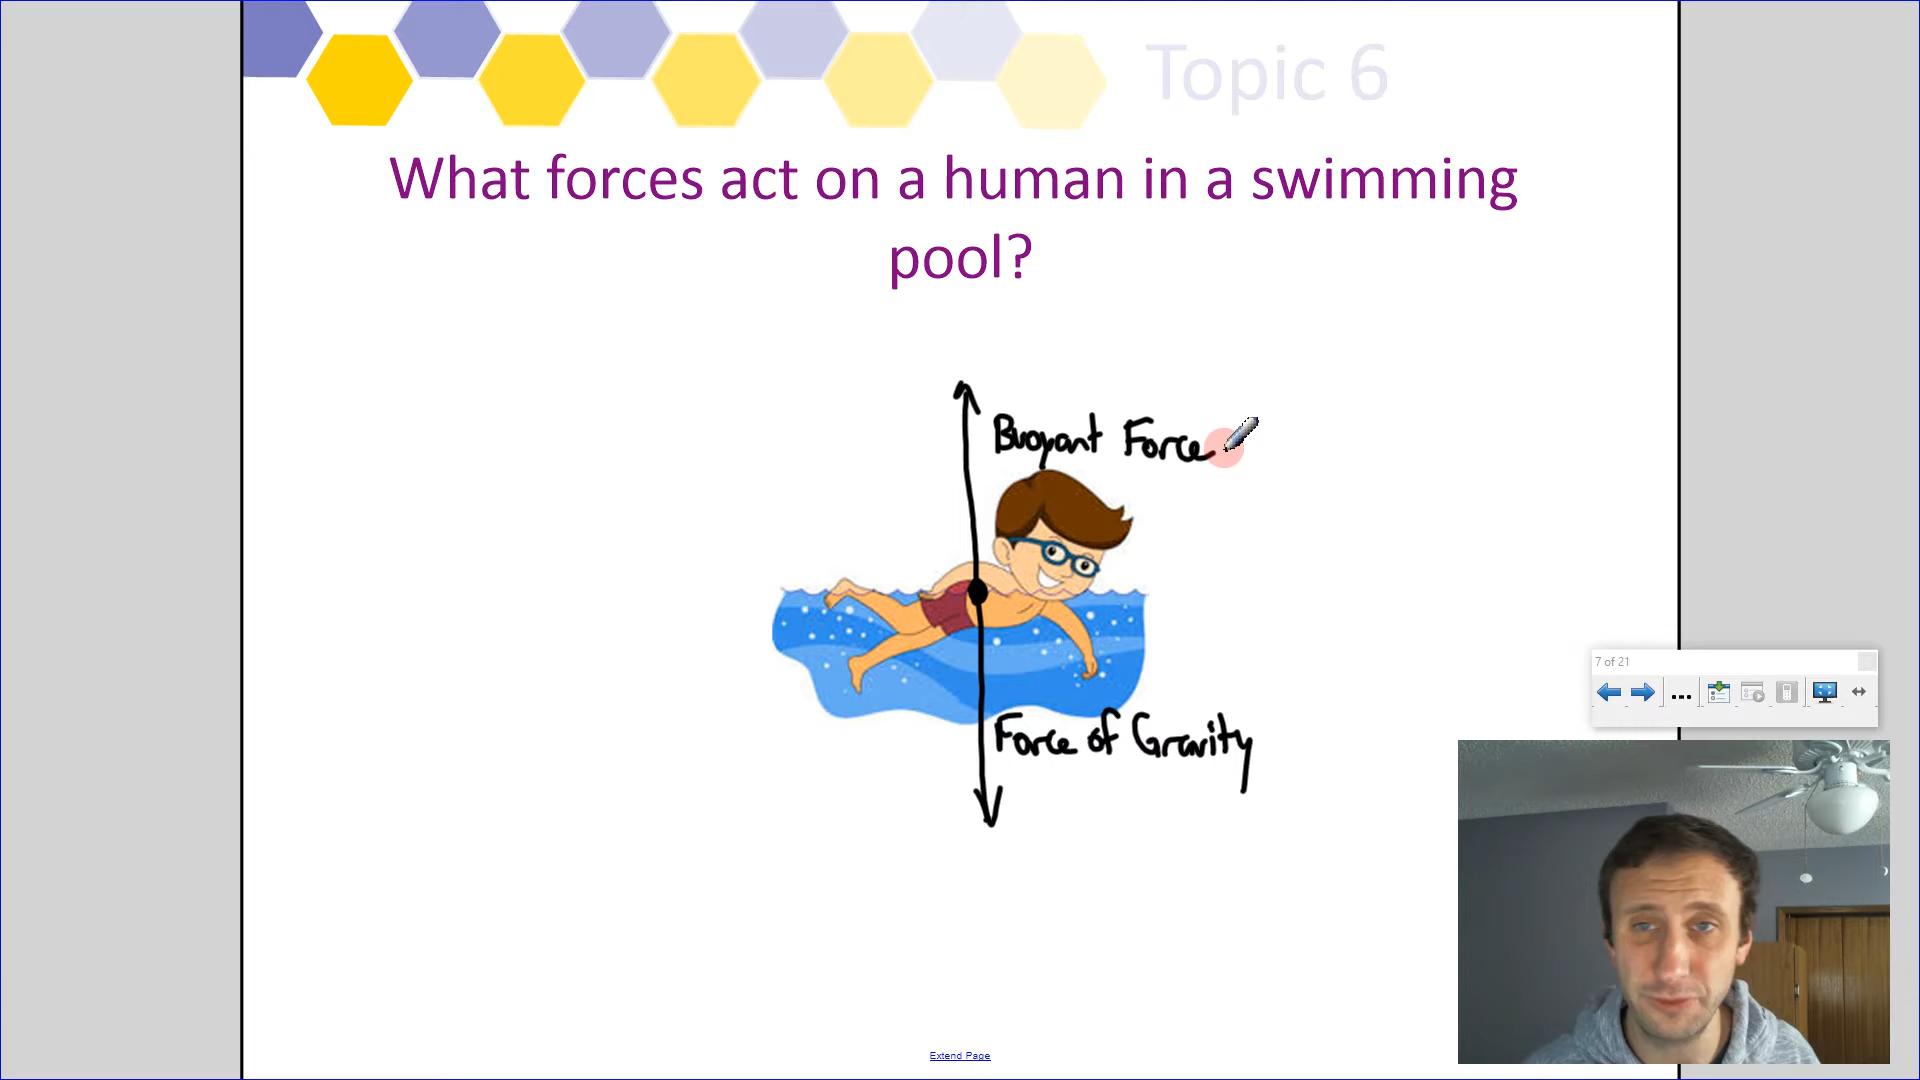 Topic 6
What forces act on a human in a swimming
pool?
Buoyant Force
Force of Gravity
7 of 21
...
Extend Page